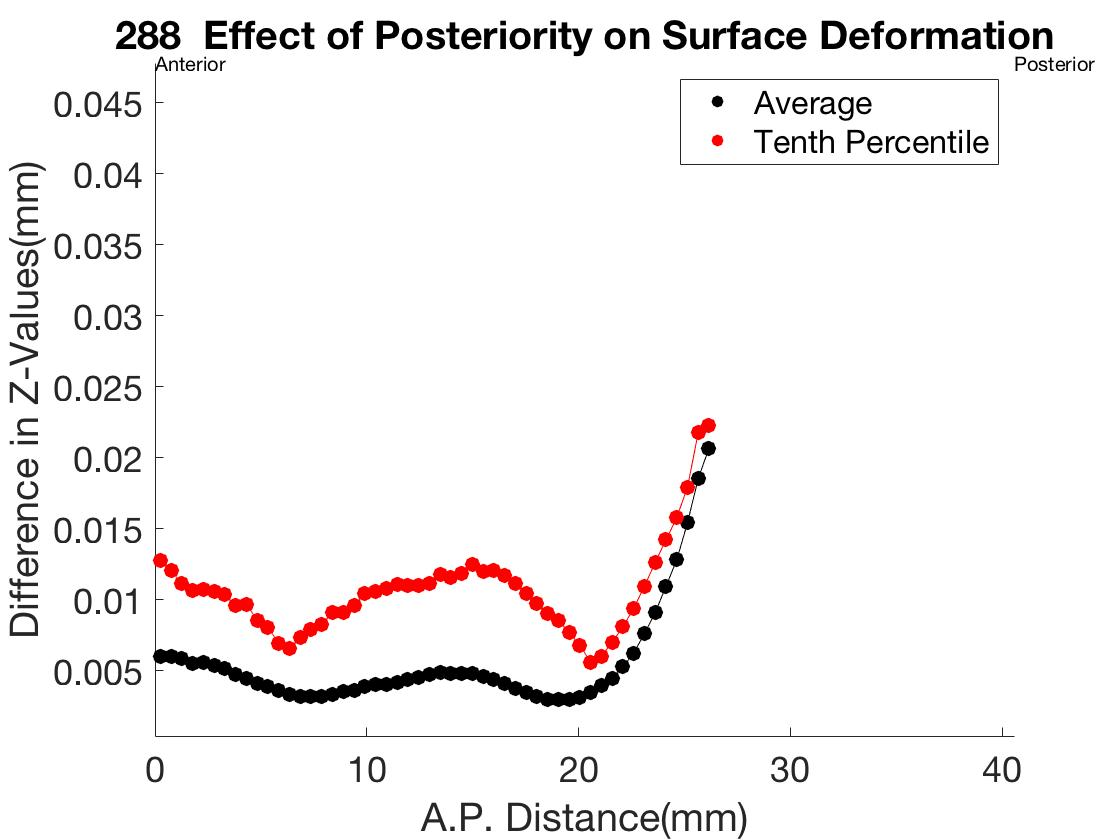 288  Effect of Posteriority on Surface Deformation
Anterior
Posterior
Average
Tenth Percentile
0.045
0.04
0.035
0.03
0.025
0.02
0.015
0.01
0.005
Difference in Z-Values(mm)
0
10
20
30
40
A.P. Distance(mm)